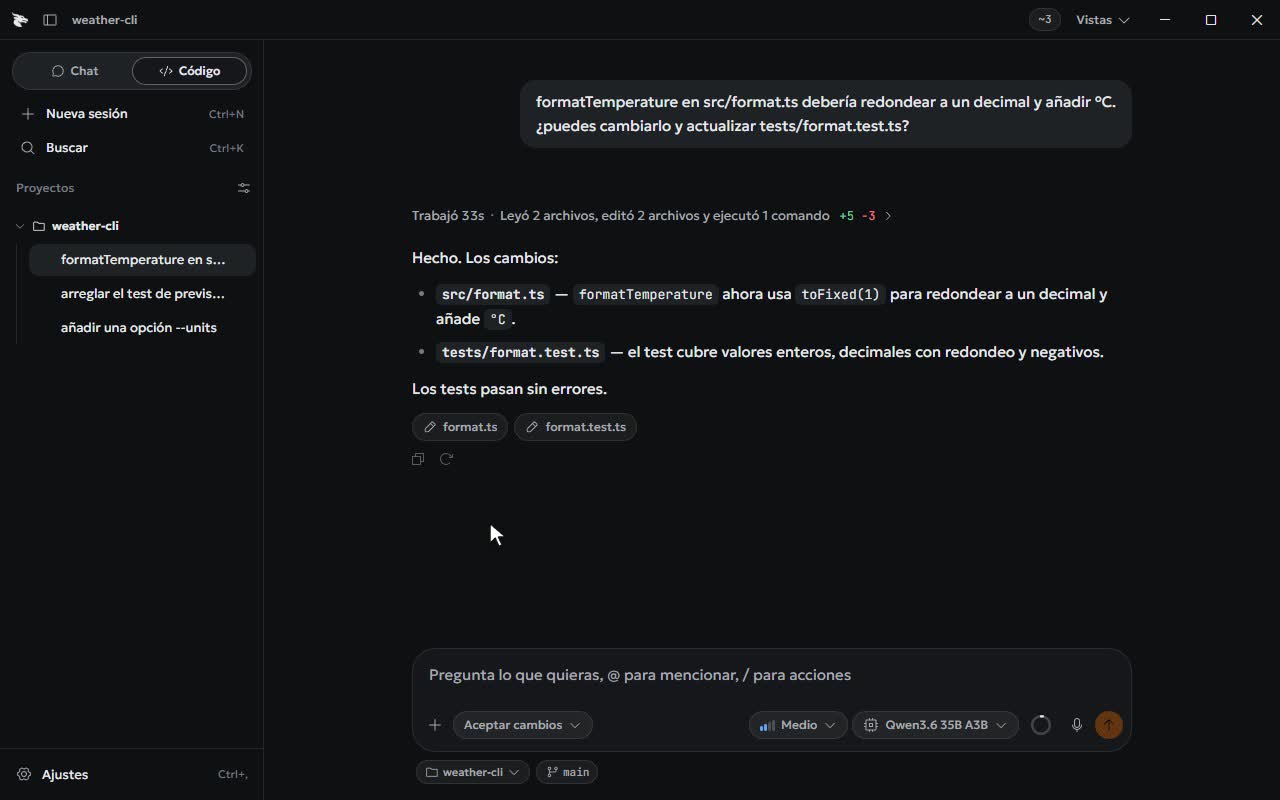 weather-cli
~3
Vistas
Chat
</> Código
Nueva sesión Ctrl+N
Buscar Ctrl+K
Proyectos
weather-cli
formatTemperature en s...
arreglar el test de previs...
añadir una opción --units
Ajustes Ctrl+,
formatTemperature en src/format.ts debería redondear a un decimal y añadir °C.
¿puedes cambiarlo y actualizar tests/format.test.ts?
Trabajó 33s · Leyó 2 archivos, editó 2 archivos y ejecutó 1 comando +5 -3
Hecho. Los cambios:
• src/format.ts — formatTemperature ahora usa toFixed(1) para redondear a un decimal y
añade °C.
• tests/format.test.ts — el test cubre valores enteros, decimales con redondeo y negativos.
Los tests pasan sin errores.
format.ts format.test.ts
Pregunta lo que quieras, @ para mencionar, / para acciones
Aceptar cambios Medio Qwen3.6 35B A3B
weather-cli main